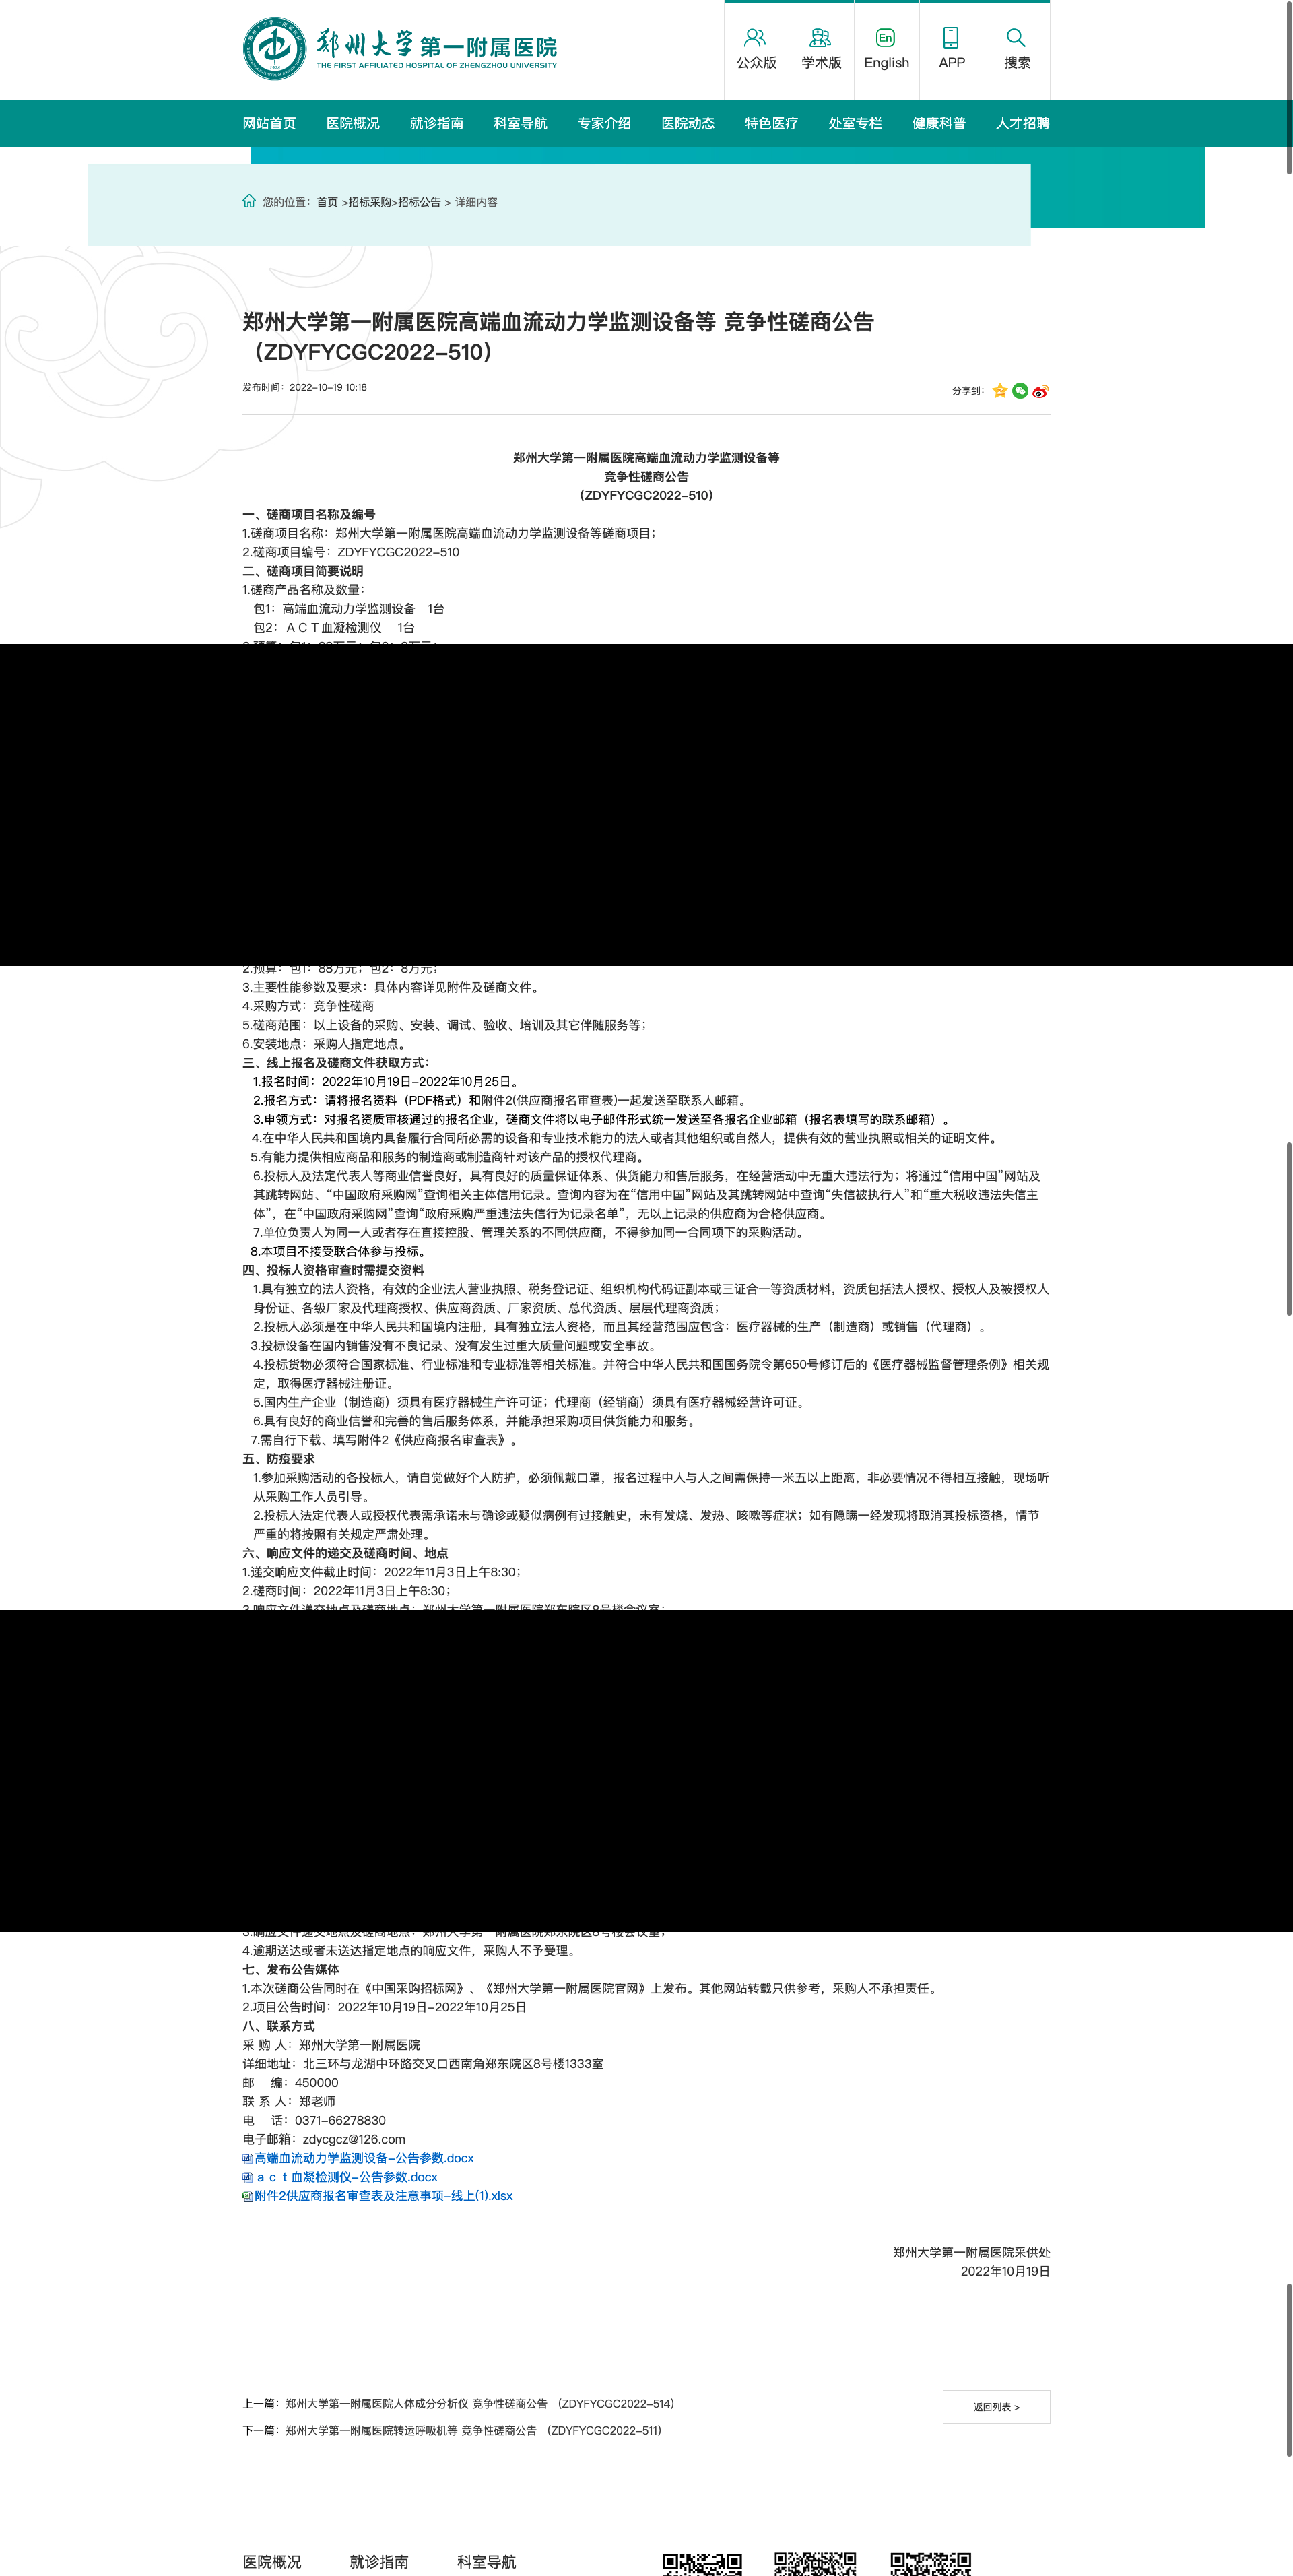 郑州大学第一附属医院
THE FIRST AFFILIATED HOSPITAL OF ZHENGZHOU UNIVERSITY
公众版
学术版
En
English
APP
搜索
网站首页 医院概况 就诊指南 科室导航 专家介绍 医院动态 特色医疗 处室专栏 健康科普 人才招聘
您的位置：首页 >招标采购>招标公告 > 详细内容
郑州大学第一附属医院高端血流动力学监测设备等 竞争性磋商公告
（ZDYFYCGC2022-510）
发布时间：2022-10-19 10:18
分享到：
郑州大学第一附属医院高端血流动力学监测设备等
竞争性磋商公告
（ZDYFYCGC2022-510）
一、磋商项目名称及编号
1.磋商项目名称：郑州大学第一附属医院高端血流动力学监测设备等磋商项目；
2.磋商项目编号：ZDYFYCGC2022-510
二、磋商项目简要说明
1.磋商产品名称及数量：
包1：高端血流动力学监测设备 1台
包2：ＡＣＴ血凝检测仪 1台
2.预算：包1：88万元；包2：8万元；
3.主要性能参数及要求：具体内容详见附件及磋商文件。
4.采购方式：竞争性磋商
5.磋商范围：以上设备的采购、安装、调试、验收、培训及其它伴随服务等；
6.安装地点：采购人指定地点。
三、线上报名及磋商文件获取方式：
1.报名时间：2022年10月19日-2022年10月25日。
2.报名方式：请将报名资料（PDF格式）和附件2(供应商报名审查表)一起发送至联系人邮箱。
3.申领方式：对报名资质审核通过的报名企业，磋商文件将以电子邮件形式统一发送至各报名企业邮箱（报名表填写的联系邮箱）。
4.在中华人民共和国境内具备履行合同所必需的设备和专业技术能力的法人或者其他组织或自然人，提供有效的营业执照或相关的证明文件。
5.有能力提供相应商品和服务的制造商或制造商针对该产品的授权代理商。
6.投标人及法定代表人等商业信誉良好，具有良好的质量保证体系、供货能力和售后服务，在经营活动中无重大违法行为；将通过“信用中国”网站及
其跳转网站、“中国政府采购网”查询相关主体信用记录。查询内容为在“信用中国”网站及其跳转网站中查询“失信被执行人”和“重大税收违法失信主
体”，在“中国政府采购网”查询“政府采购严重违法失信行为记录名单”，无以上记录的供应商为合格供应商。
7.单位负责人为同一人或者存在直接控股、管理关系的不同供应商，不得参加同一合同项下的采购活动。
8.本项目不接受联合体参与投标。
四、投标人资格审查时需提交资料
1.具有独立的法人资格，有效的企业法人营业执照、税务登记证、组织机构代码证副本或三证合一等资质材料，资质包括法人授权、授权人及被授权人
身份证、各级厂家及代理商授权、供应商资质、厂家资质、总代资质、层层代理商资质；
2.投标人必须是在中华人民共和国境内注册，具有独立法人资格，而且其经营范围应包含：医疗器械的生产（制造商）或销售（代理商）。
3.投标设备在国内销售没有不良记录、没有发生过重大质量问题或安全事故。
4.投标货物必须符合国家标准、行业标准和专业标准等相关标准。并符合中华人民共和国国务院令第650号修订后的《医疗器械监督管理条例》相关规
定，取得医疗器械注册证。
5.国内生产企业（制造商）须具有医疗器械生产许可证；代理商（经销商）须具有医疗器械经营许可证。
6.具有良好的商业信誉和完善的售后服务体系，并能承担采购项目供货能力和服务。
7.需自行下载、填写附件2《供应商报名审查表》。
五、防疫要求
1.参加采购活动的各投标人，请自觉做好个人防护，必须佩戴口罩，报名过程中人与人之间需保持一米五以上距离，非必要情况不得相互接触，现场听
从采购工作人员引导。
2.投标人法定代表人或授权代表需承诺未与确诊或疑似病例有过接触史，未有发烧、发热、咳嗽等症状；如有隐瞒一经发现将取消其投标资格，情节
严重的将按照有关规定严肃处理。
六、响应文件的递交及磋商时间、地点
1.递交响应文件截止时间：2022年11月3日上午8:30；
2.磋商时间：2022年11月3日上午8:30；
3.响应文件递交地点及磋商地点：郑州大学第一附属医院郑东院区8号楼会议室；
4.逾期送达或者未送达指定地点的响应文件，采购人不予受理。
七、发布公告媒体
1.本次磋商公告同时在《中国采购招标网》、《郑州大学第一附属医院官网》上发布。其他网站转载只供参考，采购人不承担责任。
2.项目公告时间：2022年10月19日-2022年10月25日
八、联系方式
采 购 人：郑州大学第一附属医院
详细地址：北三环与龙湖中环路交叉口西南角郑东院区8号楼1333室
邮 编：450000
联 系 人：郑老师
电 话：0371-66278830
电子邮箱：zdycgcz@126.com
高端血流动力学监测设备-公告参数.docx
ａｃｔ血凝检测仪-公告参数.docx
附件2供应商报名审查表及注意事项-线上(1).xlsx
郑州大学第一附属医院采供处
2022年10月19日
上一篇：郑州大学第一附属医院人体成分分析仪 竞争性磋商公告 （ZDYFYCGC2022-514）
返回列表 >
下一篇：郑州大学第一附属医院转运呼吸机等 竞争性磋商公告 （ZDYFYCGC2022-511）
医院概况 就诊指南 科室导航